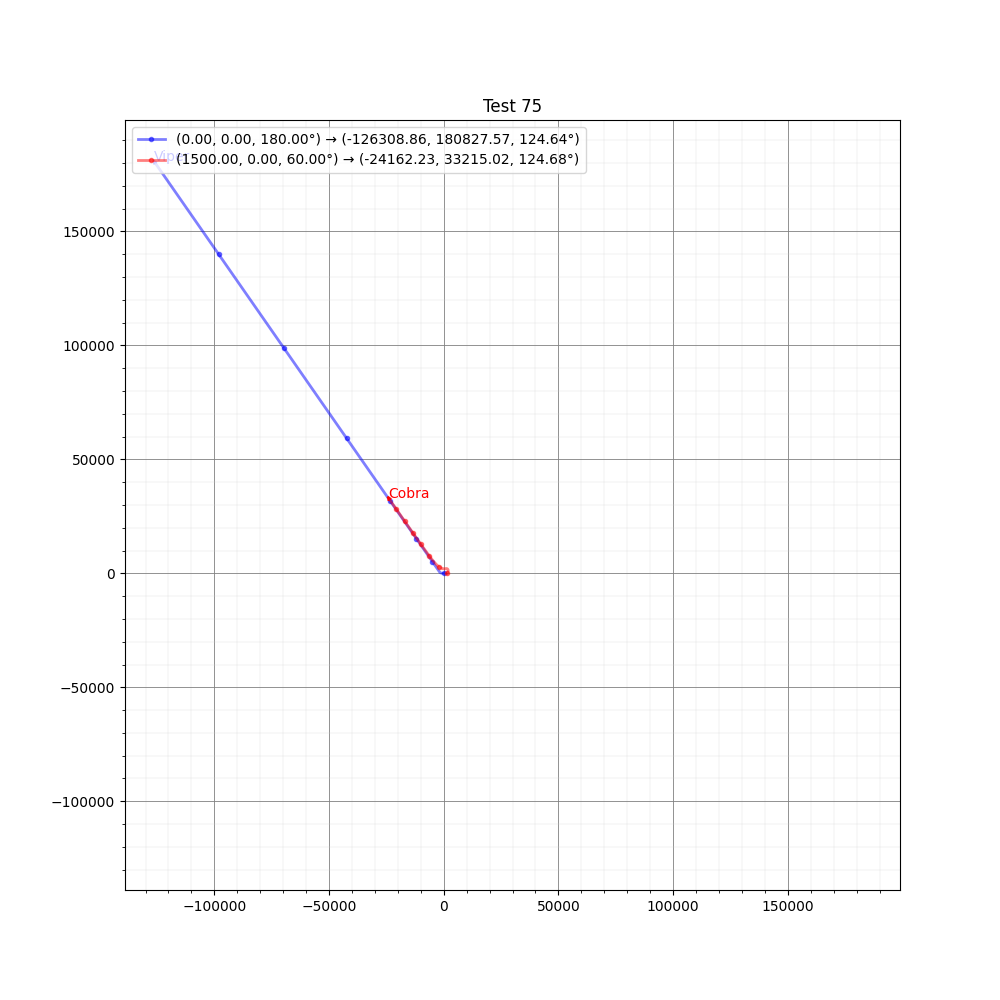 Test 75
(0.00, 0.00, 180.00°) → (-126308.86, 180827.57, 124.64°)
(1500.00, 0.00, 60.00°) → (-24162.23, 33215.02, 124.68°)
Viper
150000
100000
50000
Cobra
0
−50000
−100000
−100000 −50000 0 50000 100000 150000